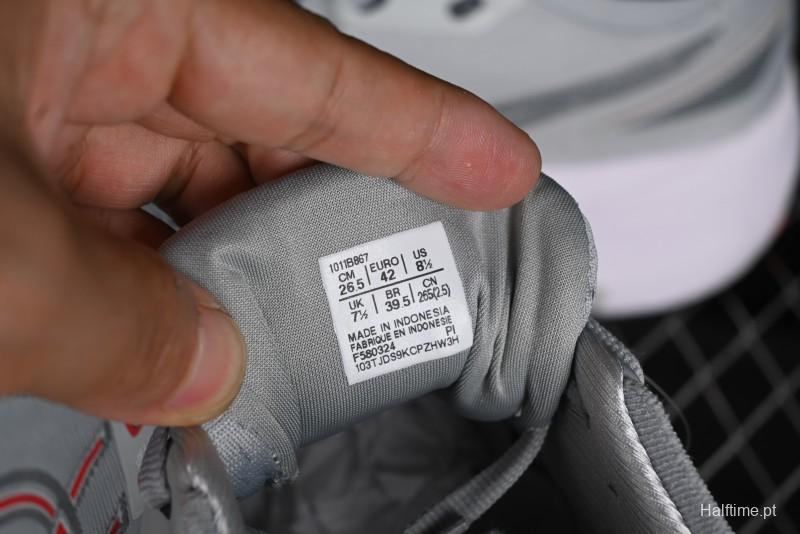 1011B867
CM 26.5 | EURO 42 | US 8½
UK 7½ | BR 39.5 | CN 265(2.5)
MADE IN INDONESIA
FABRIQUE EN INDONESIE
F580324 PI
103TJDS9KCPZHW3H
Halftime.pt